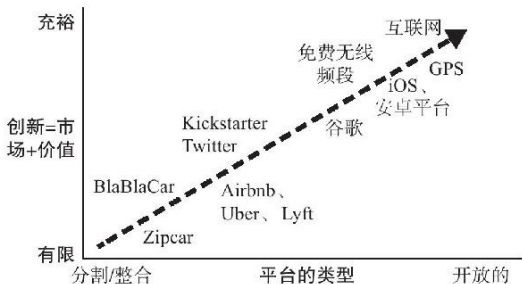 充裕
互联网
免费无线
频段
GPS
iOS、
安卓平台
谷歌
创新=市
场+价值
Kickstarter
Twitter
BlaBlaCar
Airbnb、
Uber、Lyft
Zipcar
有限
分割/整合
平台的类型
开放的